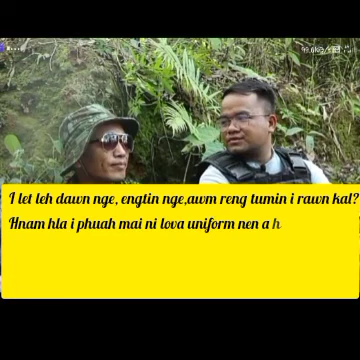 I let leh dawn nge, engtin nge,awm reng tumin i rawn kal?
Hnam hla i phuah mai ni lova uniform nen a h